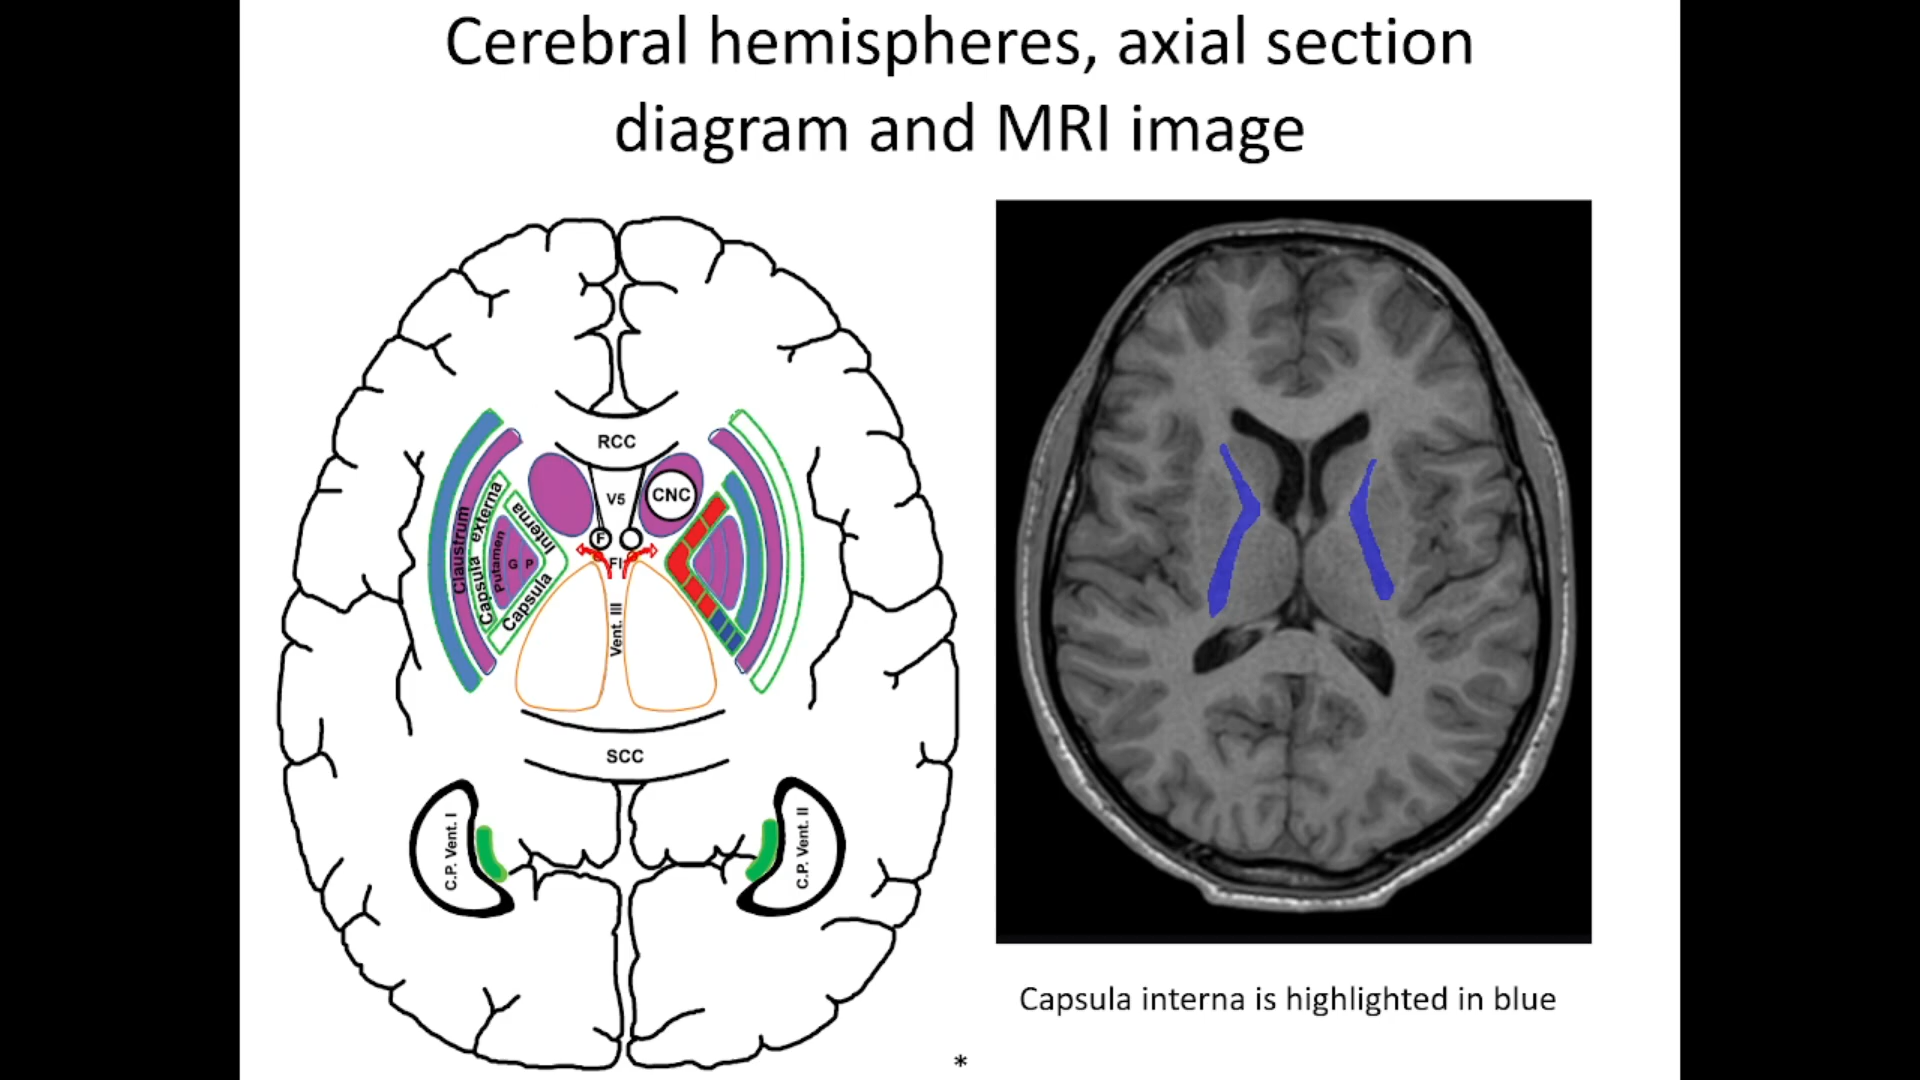 Cerebral hemispheres, axial section
diagram and MRI image
RCC
V5
CNC
Claustrum
Capsula externa
Putamen
G P
Capsula Interna
F
FI
Vent. III
SCC
C.P. Vent. I
C.P. Vent. II
Capsula interna is highlighted in blue
*